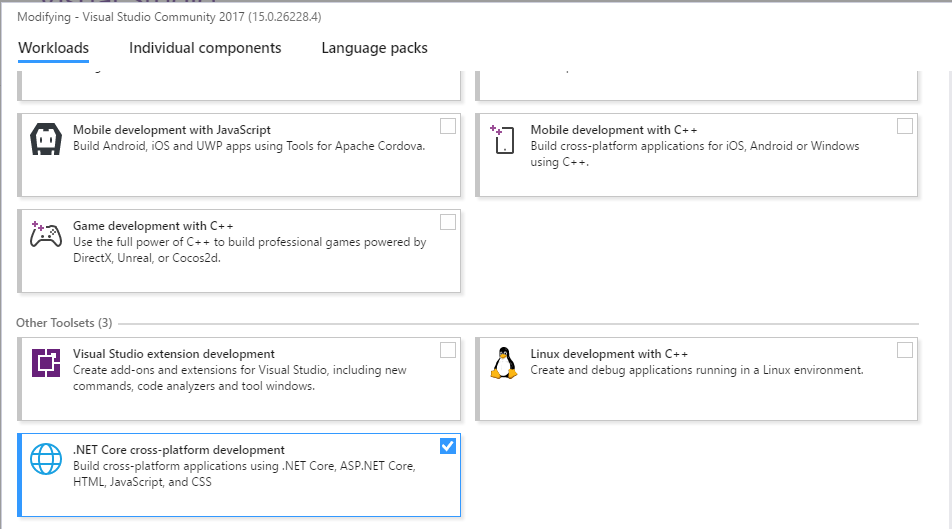 Modifying - Visual Studio Community 2017 (15.0.26228.4)
Workloads Individual components Language packs
Mobile development with JavaScript
Build Android, iOS and UWP apps using Tools for Apache Cordova.
Mobile development with C++
Build cross-platform applications for iOS, Android or Windows
using C++.
Game development with C++
Use the full power of C++ to build professional games powered by
DirectX, Unreal, or Cocos2d.
Other Toolsets (3)
Visual Studio extension development
Create add-ons and extensions for Visual Studio, including new
commands, code analyzers and tool windows.
Linux development with C++
Create and debug applications running in a Linux environment.
.NET Core cross-platform development
Build cross-platform applications using .NET Core, ASP.NET Core,
HTML, JavaScript, and CSS